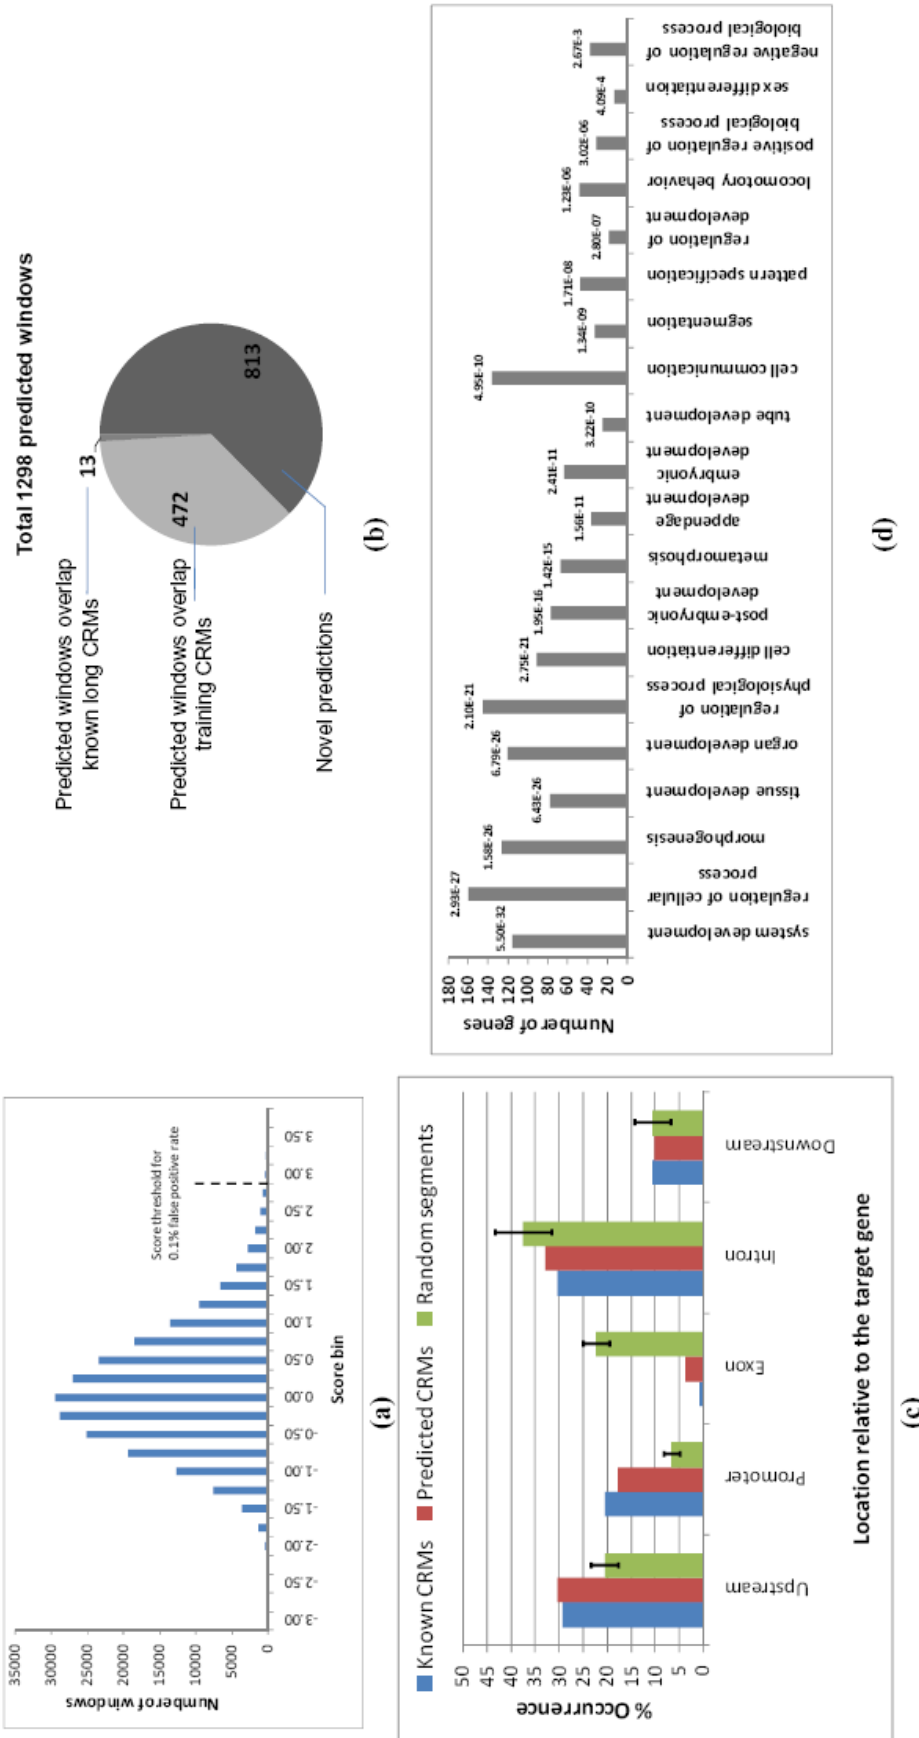 35000
30000
25000
20000
15000
10000
5000
0
Number of windows
-3.00
-2.50
-2.00
-1.50
-1.00
-0.50
0.00
0.50
1.00
1.50
2.00
2.50
3.00
3.50
Score bin
Score threshold for
0.1% false positive rate
(a)
Total 1298 predicted windows
Predicted windows overlap
known long CRMs
13
Predicted windows overlap
training CRMs
472
813
Novel predictions
(b)
Known CRMs
Predicted CRMs
Random segments
50
45
40
35
30
25
20
15
10
5
0
% Occurrence
Upstream
Promoter
Exon
Intron
Downstream
Location relative to the target gene
(c)
180
160
140
120
100
80
60
40
20
0
Number of genes
5.50E-32
2.93E-27
1.58E-26
6.43E-26
6.79E-26
2.10E-21
2.75E-21
1.95E-16
1.42E-15
1.56E-11
2.41E-11
3.22E-10
4.95E-10
1.34E-09
1.71E-08
2.80E-07
1.23E-06
3.02E-06
4.09E-4
2.67E-3
system development
regulation of cellular
process
morphogenesis
tissue development
organ development
regulation of
physiological process
cell differentiation
post-embryonic
development
metamorphosis
appendage
development
embryonic
development
tube development
cell communication
segmentation
pattern specification
regulation of
development
locomotory behavior
positive regulation of
biological process
sex differentiation
negative regulation of
biological process
(d)